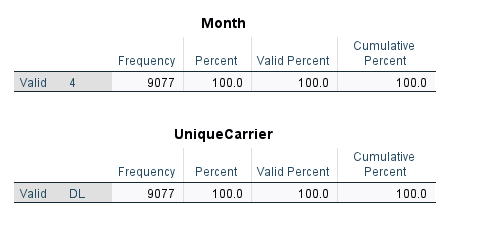 Month
Frequency Percent Valid Percent Cumulative Percent
Valid 4 9077 100.0 100.0 100.0
UniqueCarrier
Frequency Percent Valid Percent Cumulative Percent
Valid DL 9077 100.0 100.0 100.0